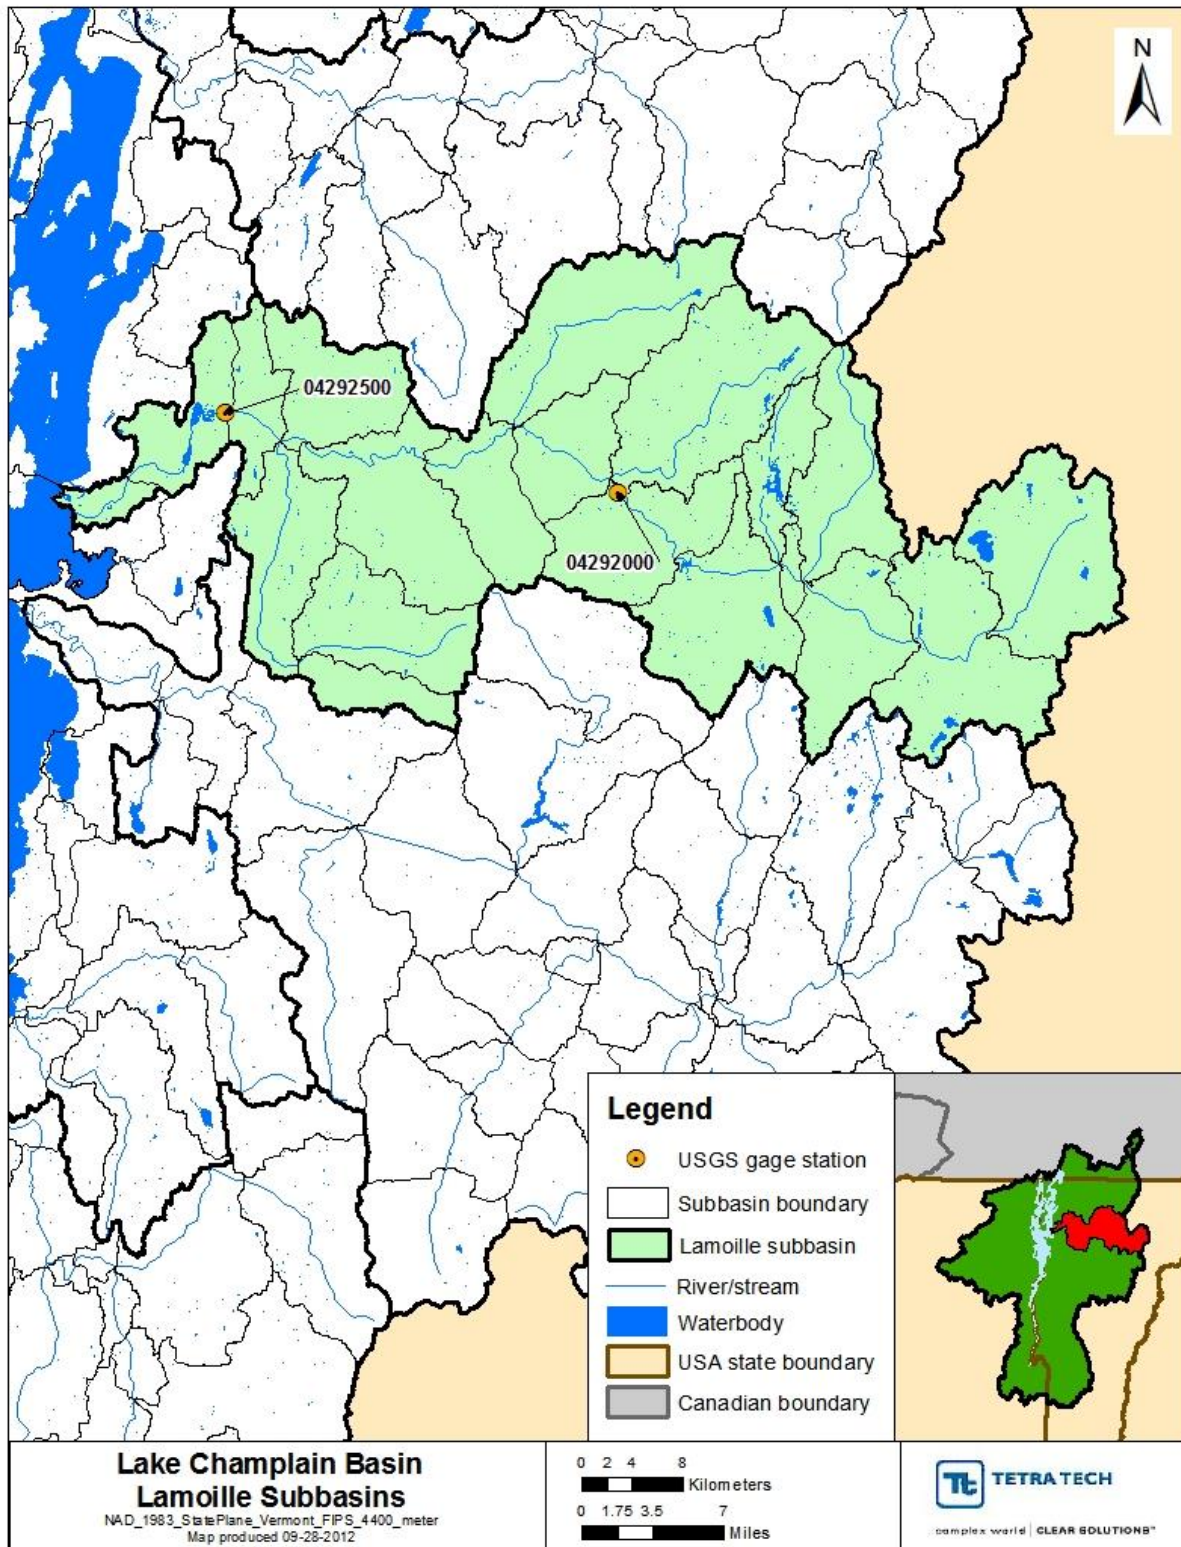 N
04292500
04292000
Legend
USGS gage station
Subbasin boundary
Lamoille subbasin
River/stream
Waterbody
USA state boundary
Canadian boundary
Lake Champlain Basin
Lamoille Subbasins
NAD_1983_StatePlane_Vermont_FIPS_4400_meter
Map produced 09-28-2012
0 2 4 8
Kilometers
0 1.75 3.5 7
Miles
Tt TETRA TECH
complex world | CLEAR SOLUTIONS™